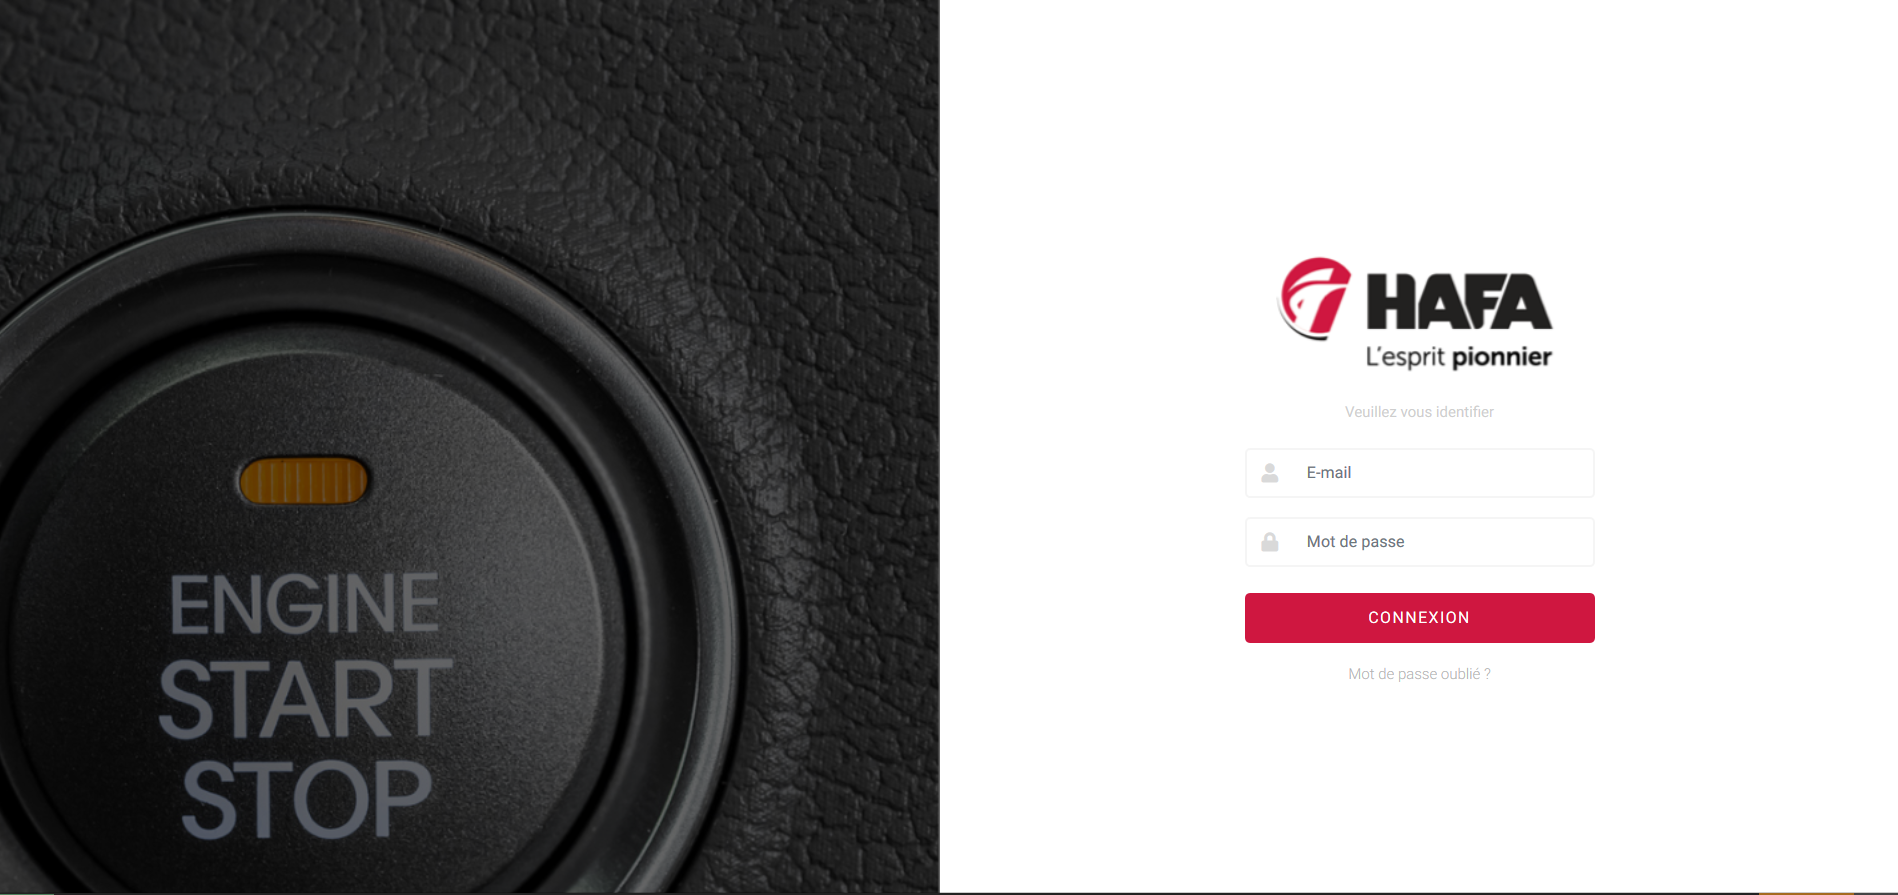 ENGINE
START
STOP
HAFA
L'esprit pionnier
Veuillez vous identifier
E-mail
Mot de passe
CONNEXION
Mot de passe oublié ?